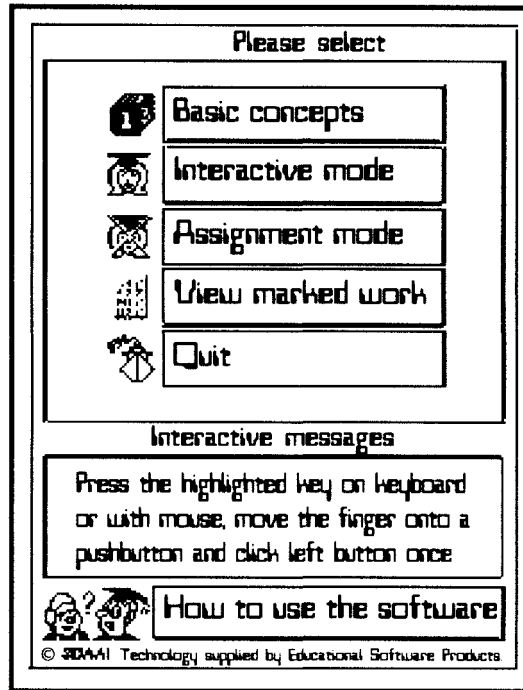 Please select
Basic concepts
Interactive mode
Assignment mode
View marked work
Quit
Interactive messages
Press the highlighted key on keyboard
or with mouse, move the finger onto a
pushbutton and click left button once
How to use the software
© Technology supplied by Educational Software Products.